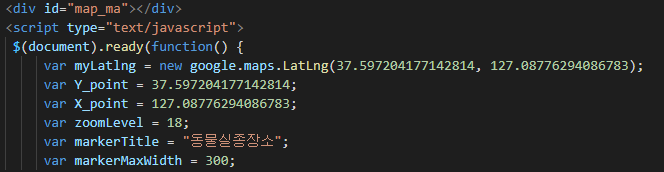 <div id="map_ma"></div>
<script type="text/javascript">
$(document).ready(function() {
var myLatlng = new google.maps.LatLng(37.597204177142814, 127.08776294086783);
var Y_point = 37.597204177142814;
var X_point = 127.08776294086783;
var zoomLevel = 18;
var markerTitle = "동물실종장소";
var markerMaxWidth = 300;